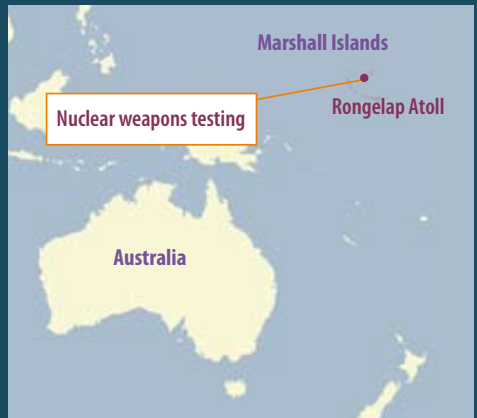 Marshall Islands
Nuclear weapons testing
Rongelap Atoll
Australia